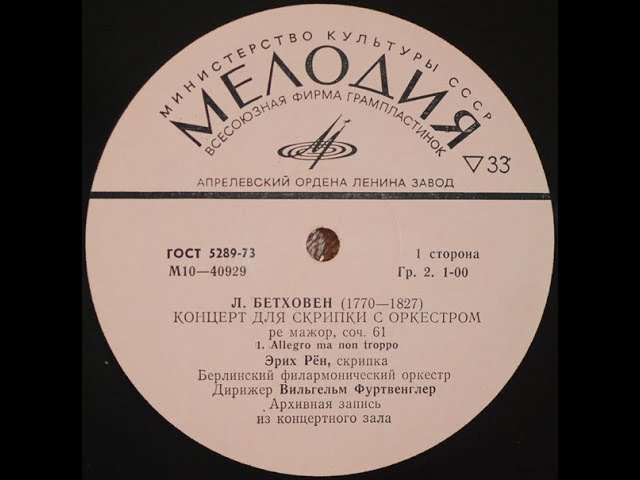 МИНИСТЕРСТВО КУЛЬТУРЫ СССР
МЕЛОДИЯ
ВСЕСОЮЗНАЯ ФИРМА ГРАМПЛАСТИНОК
▽33
АПРЕЛЕВСКИЙ ОРДЕНА ЛЕНИНА ЗАВОД
ГОСТ 5289-73
1 сторона
М10—40929
Гр. 2. 1-00
Л. БЕТХОВЕН (1770—1827)
КОНЦЕРТ ДЛЯ СКРИПКИ С ОРКЕСТРОМ
ре мажор, соч. 61
1. Allegro ma non troppo
Эрих Рён, скрипка
Берлинский филармонический оркестр
Дирижер Вильгельм Фуртвенглер
Архивная запись
из концертного зала